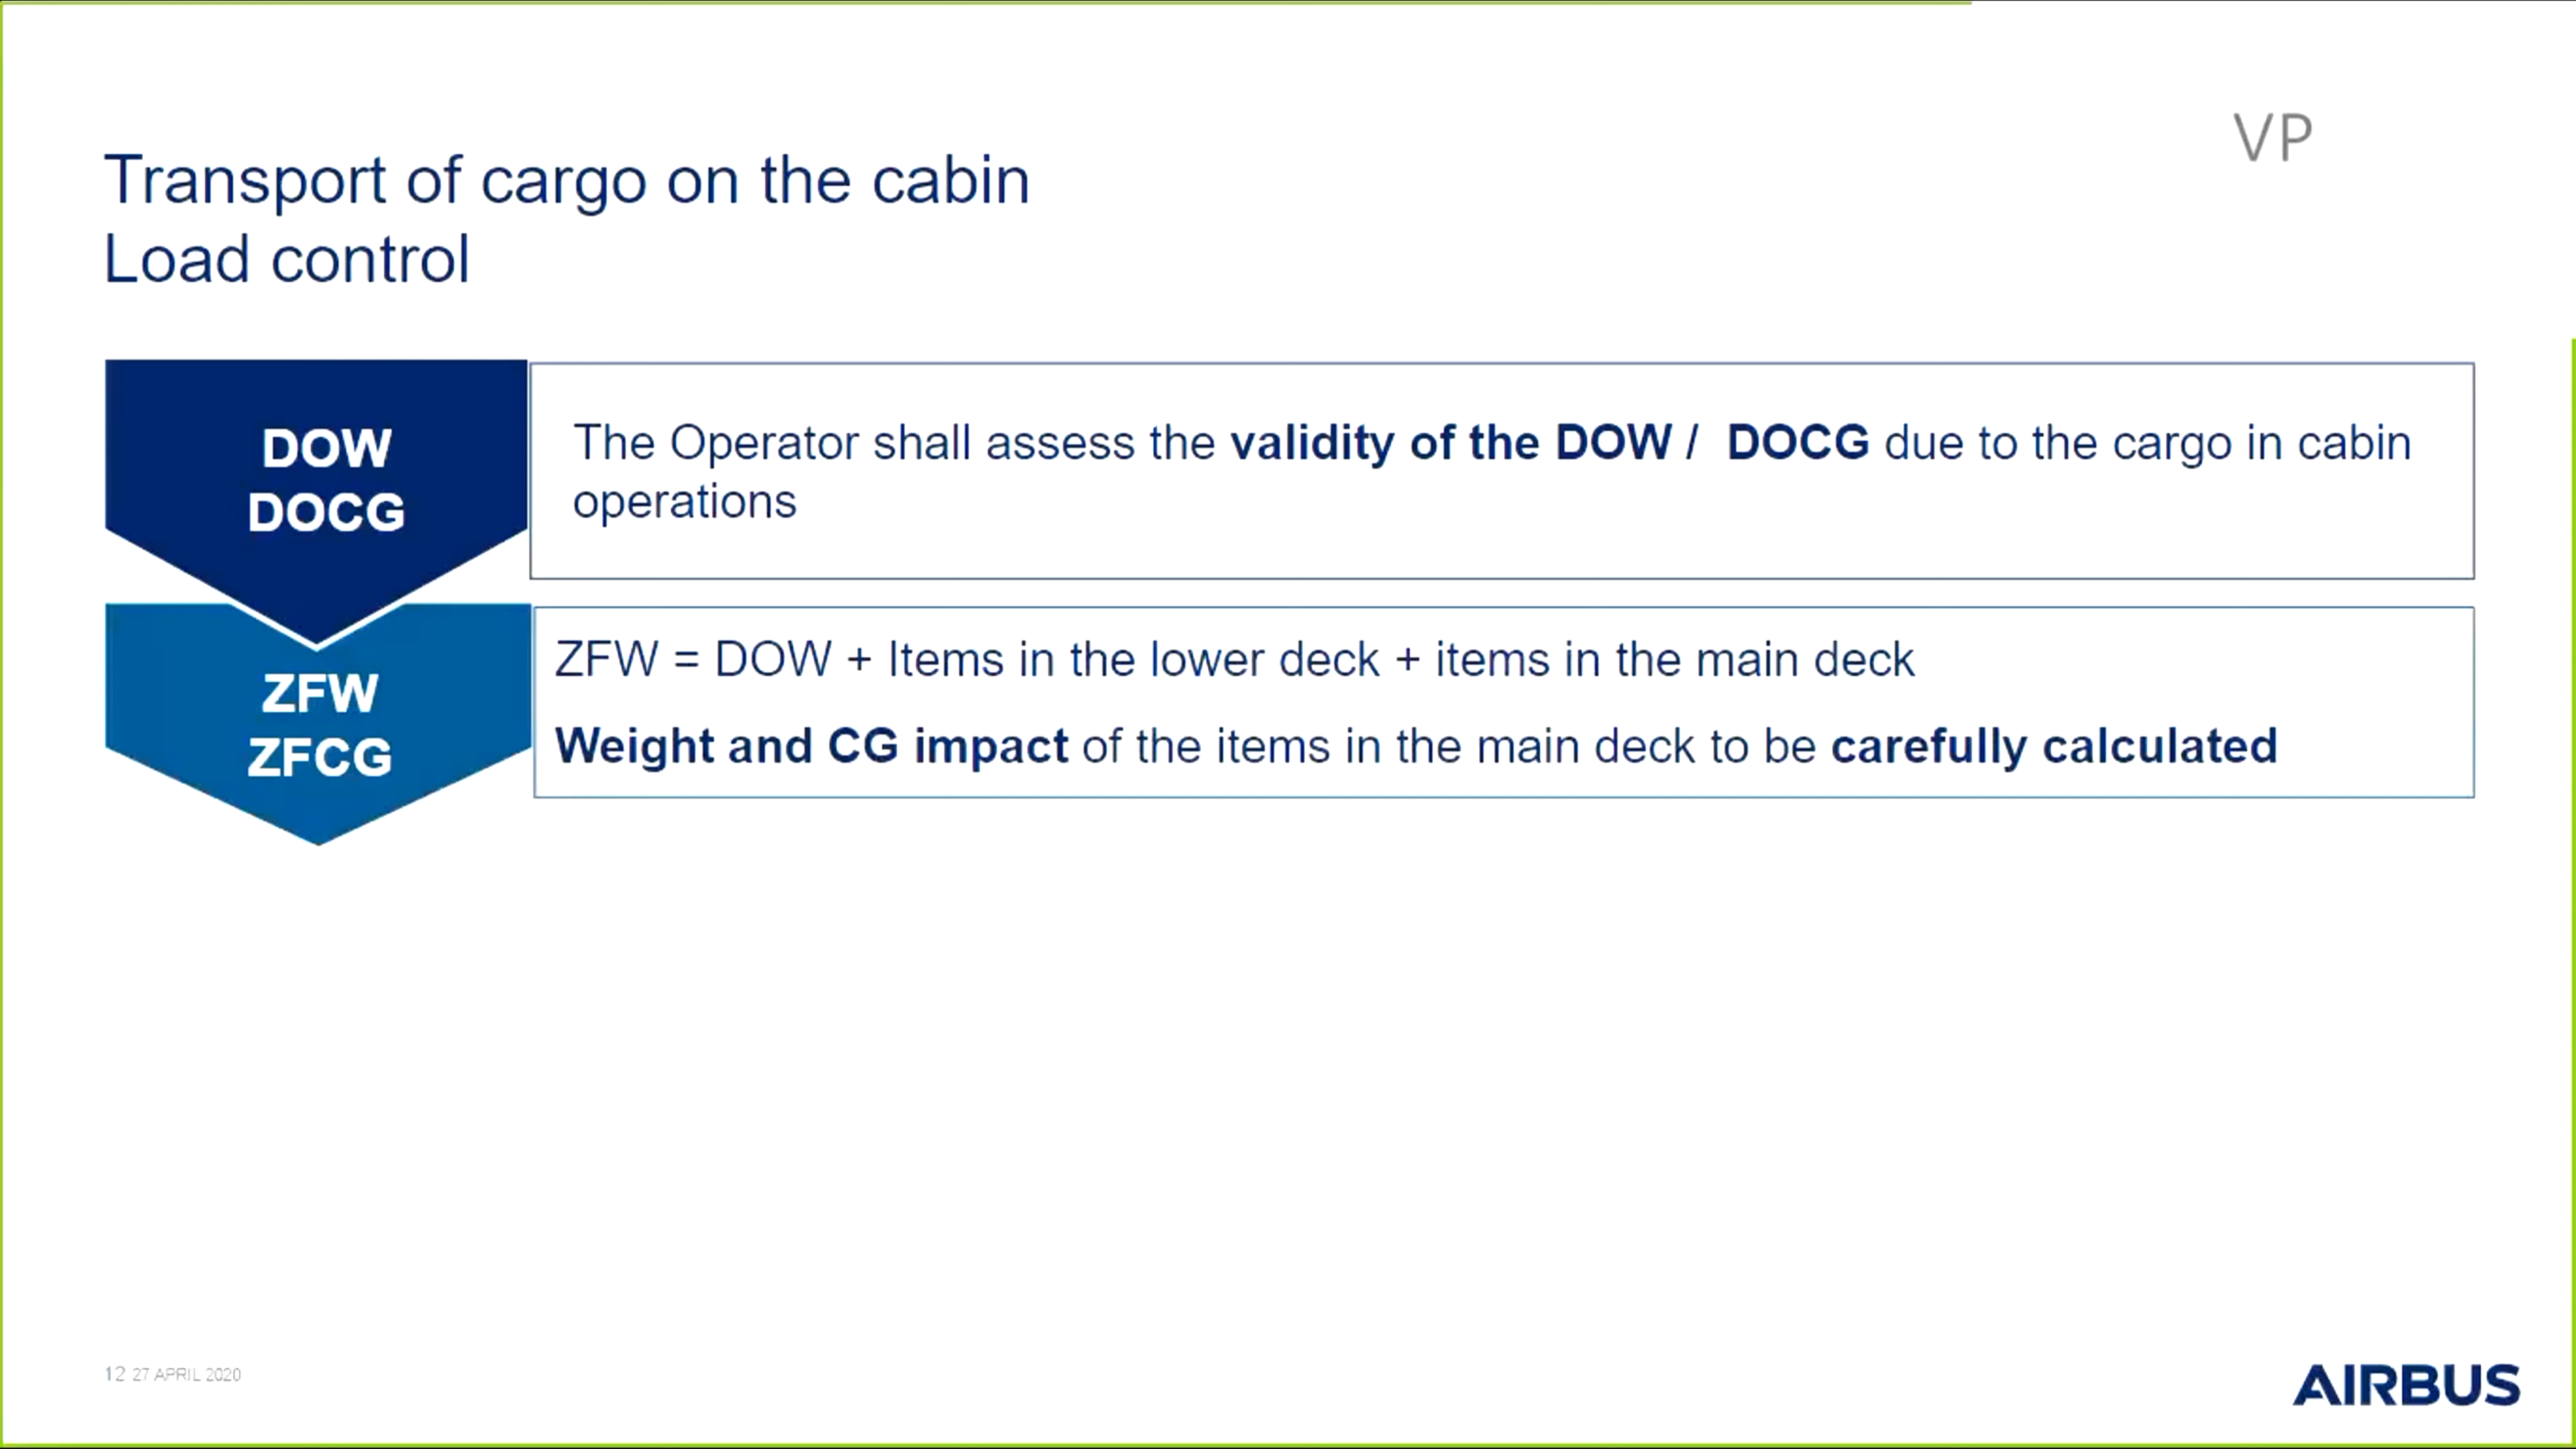 VP
Transport of cargo on the cabin
Load control
DOW
DOCG
The Operator shall assess the validity of the DOW / DOCG due to the cargo in cabin
operations
ZFW
ZFCG
ZFW = DOW + Items in the lower deck + items in the main deck
Weight and CG impact of the items in the main deck to be carefully calculated
12 27 APRIL 2020
AIRBUS